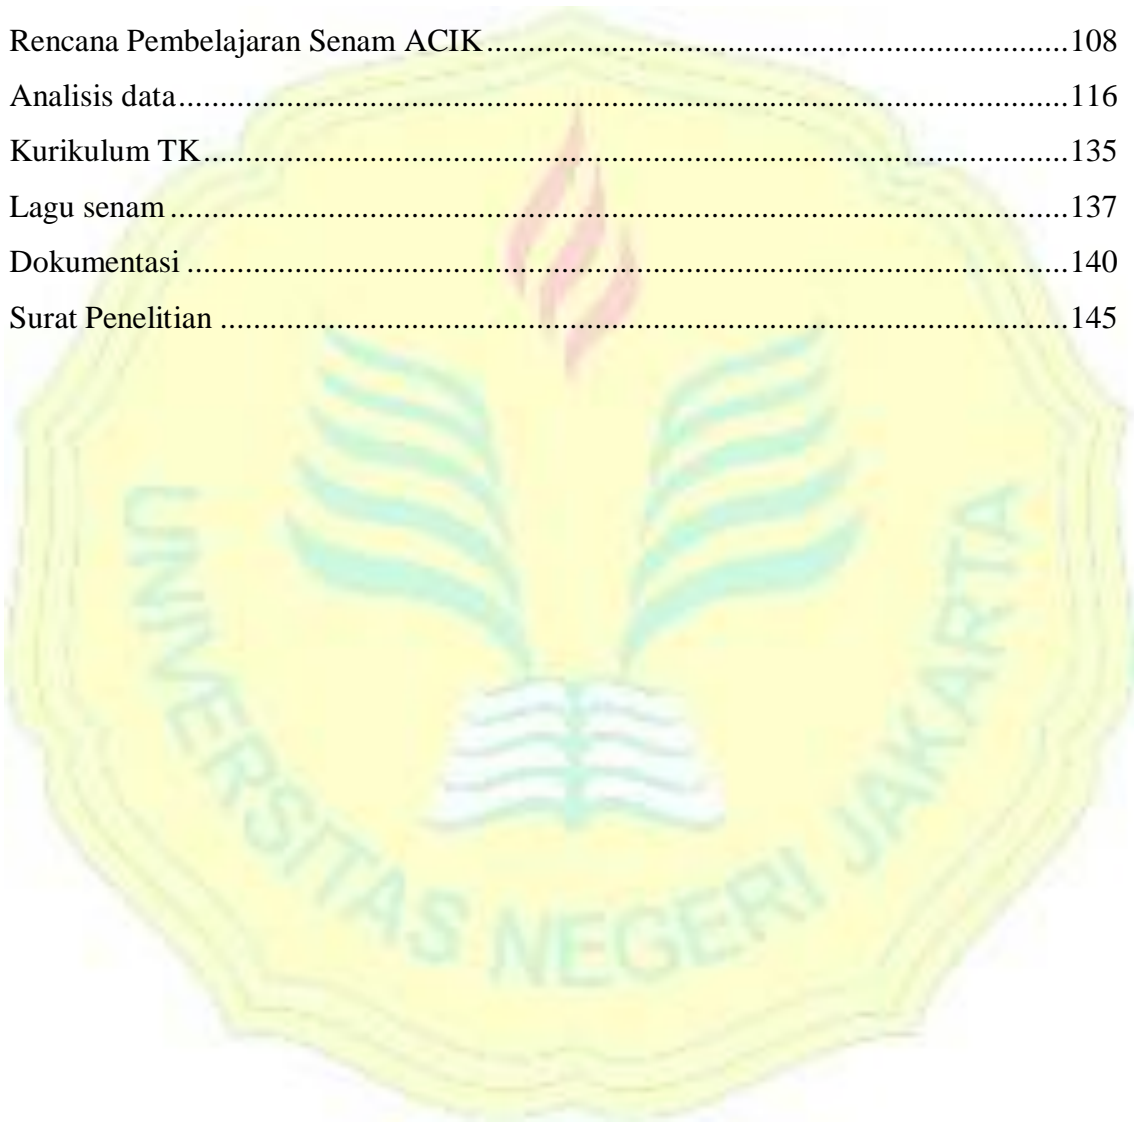 Rencana Pembelajaran Senam ACIK........................................................................108
Analisis data..............................................................................................................116
Kurikulum TK...........................................................................................................135
Lagu senam ...............................................................................................................137
Dokumentasi .............................................................................................................140
Surat Penelitian .........................................................................................................145
UNIVERSITAS NEGERI JAKARTA